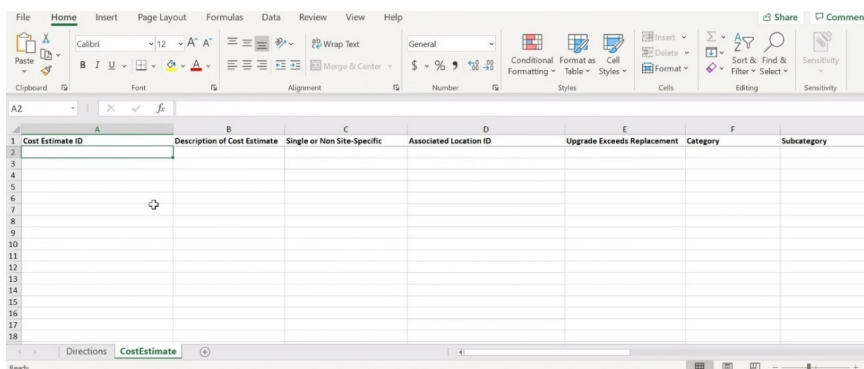 File Home Insert Page Layout Formulas Data Review View Help Share Commen
Calibri 12 A^ Aˇ Wrap Text General Insert
Paste Conditional Format as Cell Delete Sort & Find & Sensitivity
B I U A Merge & Center $ % 9 Formatting Table Styles Format Filter Select
Clipboard Font Alignment Number Styles Cells Editing Sensitivity
A2 fx
A B C D E F
1 Cost Estimate ID Description of Cost Estimate Single or Non Site-Specific Associated Location ID Upgrade Exceeds Replacement Category Subcategory
2
3
4
5
6
7
8
9
10
11
12
13
14
15
16
17
18
Directions CostEstimate
Ready